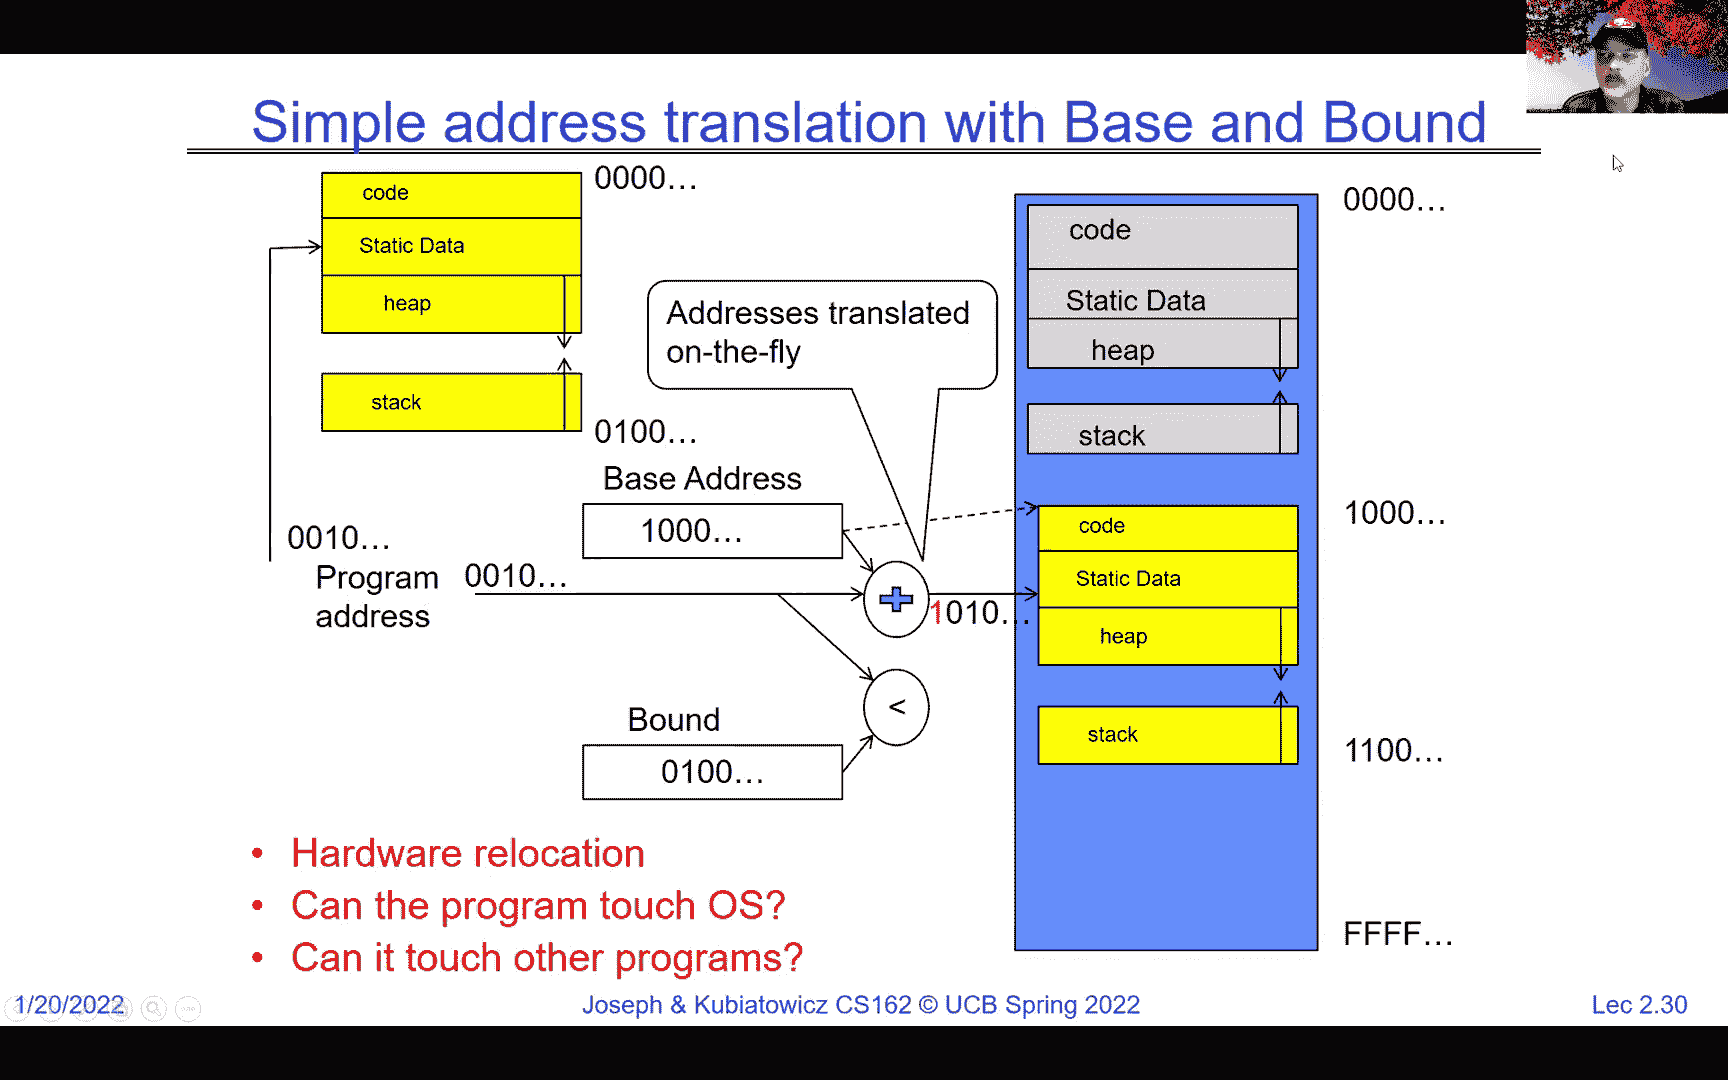 Simple address translation with Base and Bound
code
0000…
Static Data
heap
stack
0100…
Addresses translated
on-the-fly
Base Address
1000…
0010…
Program
address
0010…
1010…
<
Bound
0100…
code
Static Data
heap
stack
0000…
code
Static Data
heap
stack
1000…
1100…
FFFF…
• Hardware relocation
• Can the program touch OS?
• Can it touch other programs?
1/20/2022
Joseph & Kubiatowicz CS162 © UCB Spring 2022
Lec 2.30